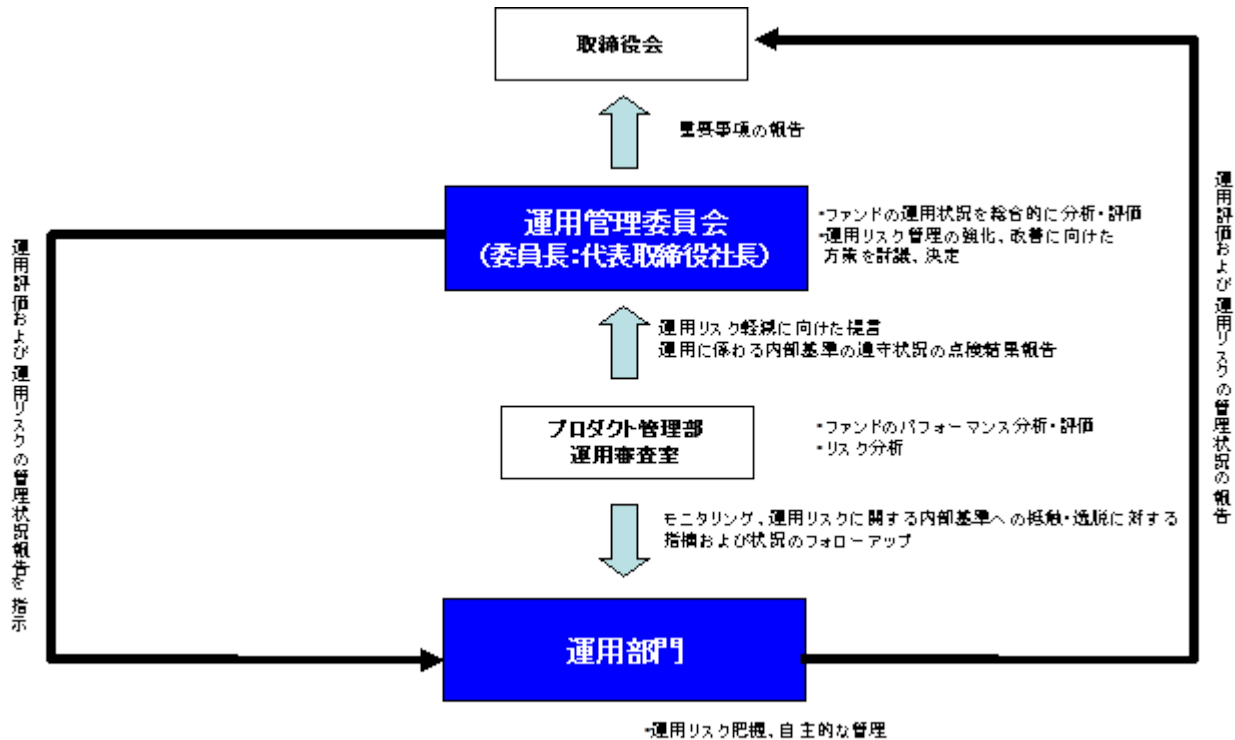 取締役会
重要事項の報告
運用管理委員会
(委員長:代表取締役社長)
・ファンドの運用状況を総合的に分析・評価
・運用リスク管理の強化、改善に向けた
方策を討議、決定
運用リスク軽減に向けた提言
運用に係わる内部基準の遵守状況の点検結果報告
プロダクト管理部
運用審査室
・ファンドのパフォーマンス分析・評価
・リスク分析
モニタリング、運用リスクに関する内部基準への抵触・逸脱に対する
指摘および状況のフォローアップ
運用部門
・運用リスク把握、自主的な管理
運用評価および運用リスクの管理状況報告を指示
運用評価および運用リスクの管理状況の報告